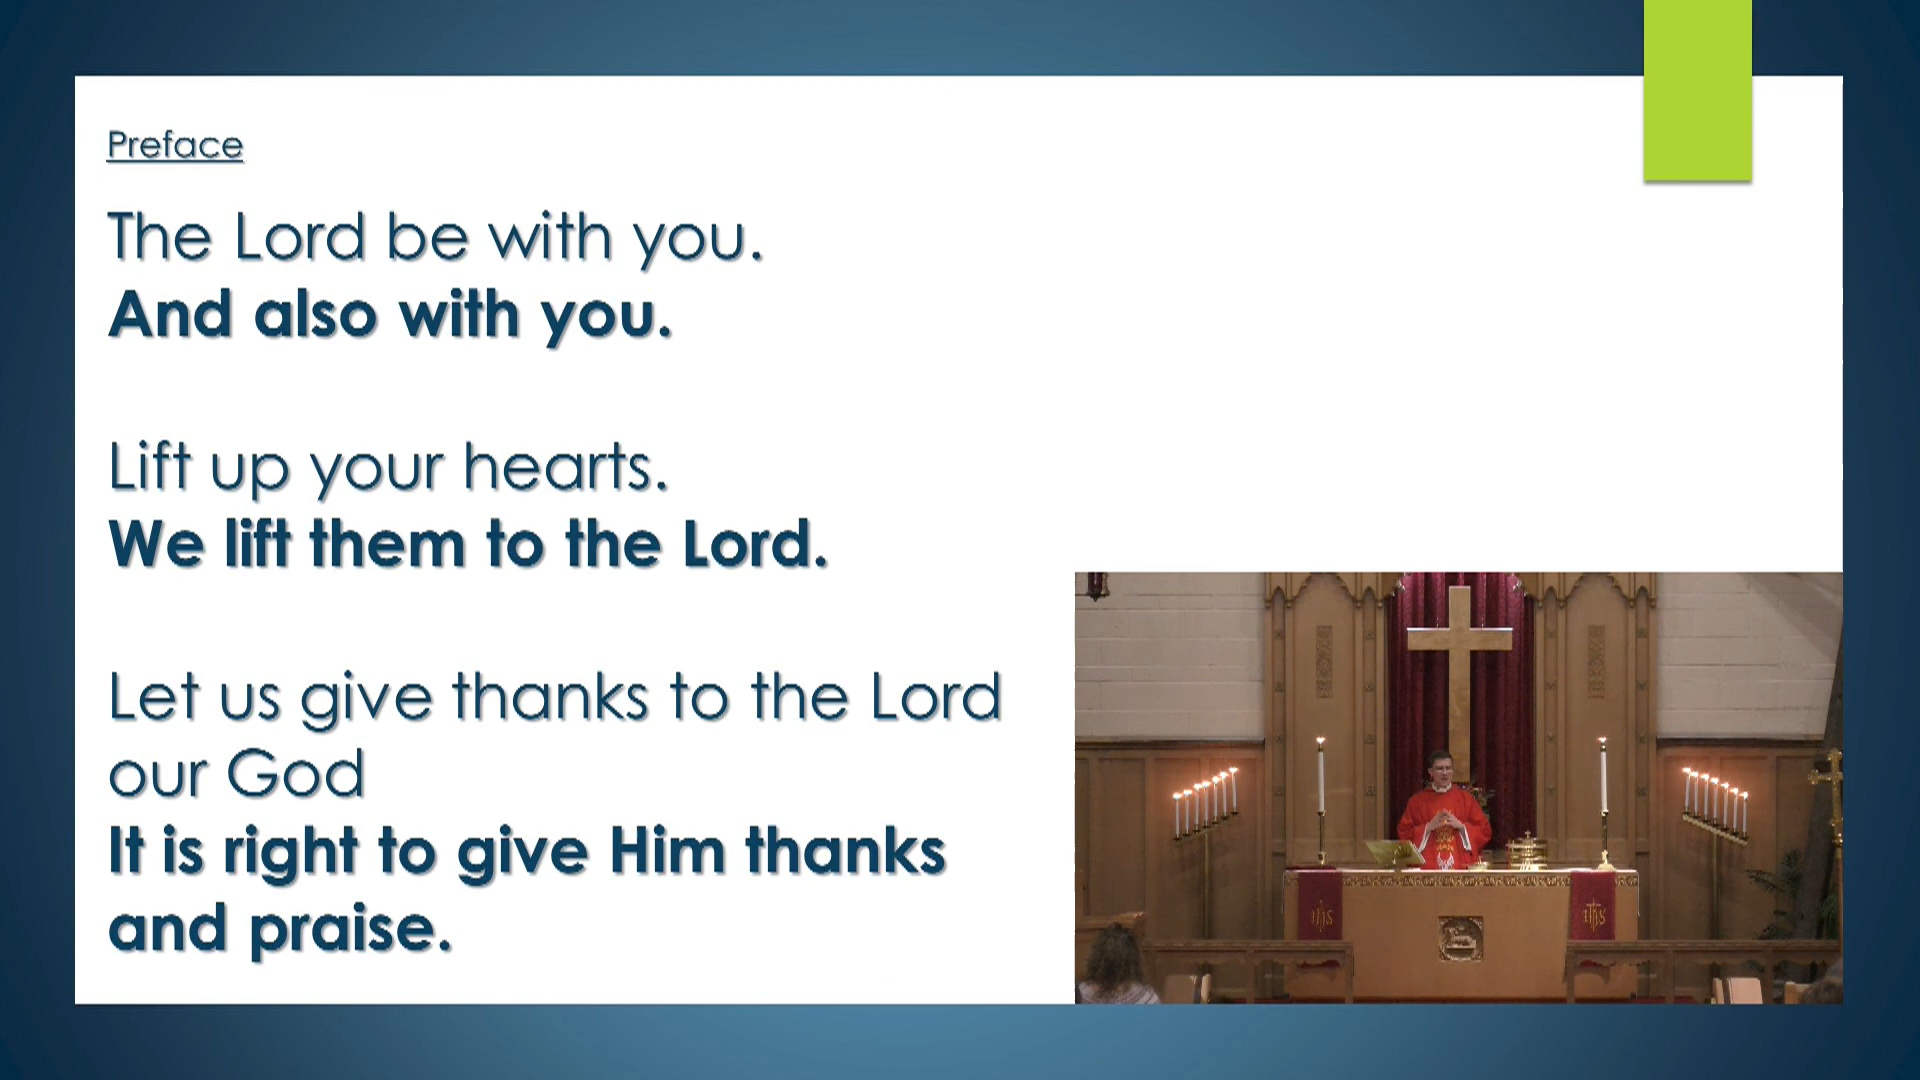 Preface
The Lord be with you.
And also with you.
Lift up your hearts.
We lift them to the Lord.
Let us give thanks to the Lord
our God
It is right to give Him thanks
and praise.
IHS
IHS